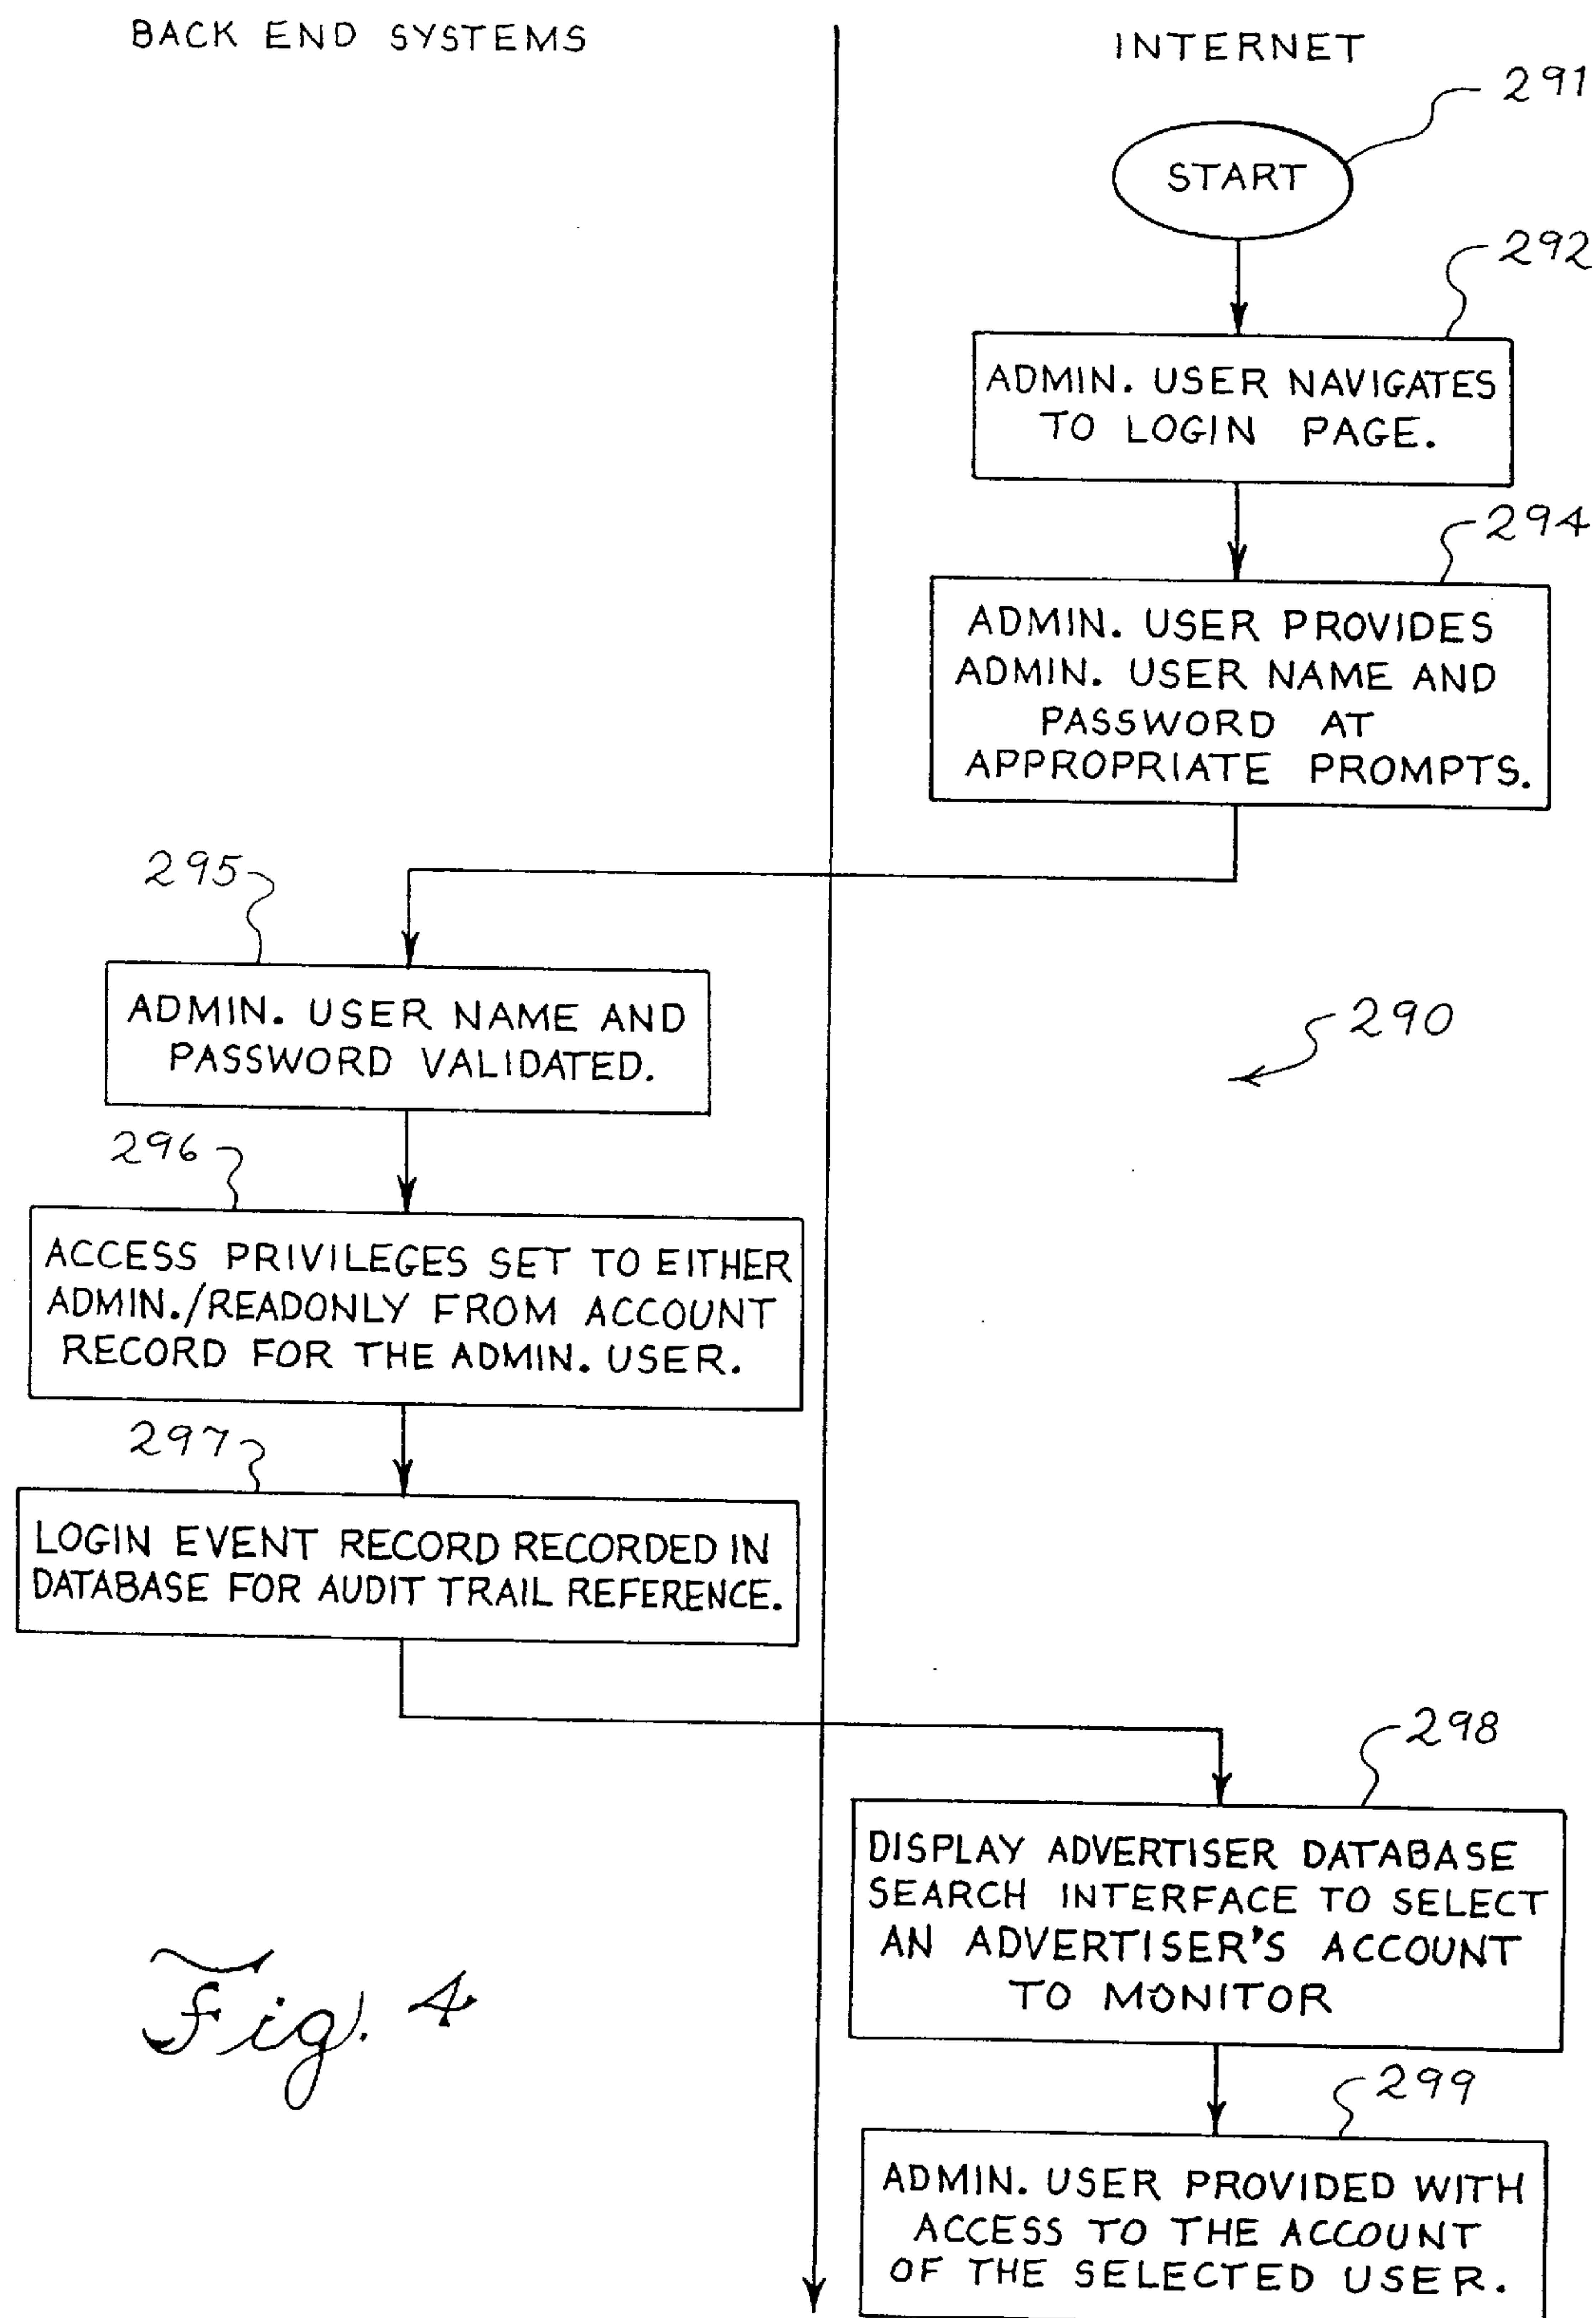 BACK END SYSTEMS
INTERNET
291
START
292
ADMIN. USER NAVIGATES
TO LOGIN PAGE.
294
ADMIN. USER PROVIDES
ADMIN. USER NAME AND
PASSWORD AT
APPROPRIATE PROMPTS.
295
ADMIN. USER NAME AND
PASSWORD VALIDATED.
290
296
ACCESS PRIVILEGES SET TO EITHER
ADMIN./READONLY FROM ACCOUNT
RECORD FOR THE ADMIN. USER.
297
LOGIN EVENT RECORD RECORDED IN
DATABASE FOR AUDIT TRAIL REFERENCE.
298
DISPLAY ADVERTISER DATABASE
SEARCH INTERFACE TO SELECT
AN ADVERTISER'S ACCOUNT
TO MONITOR
299
ADMIN. USER PROVIDED WITH
ACCESS TO THE ACCOUNT
OF THE SELECTED USER.
Fig. 4